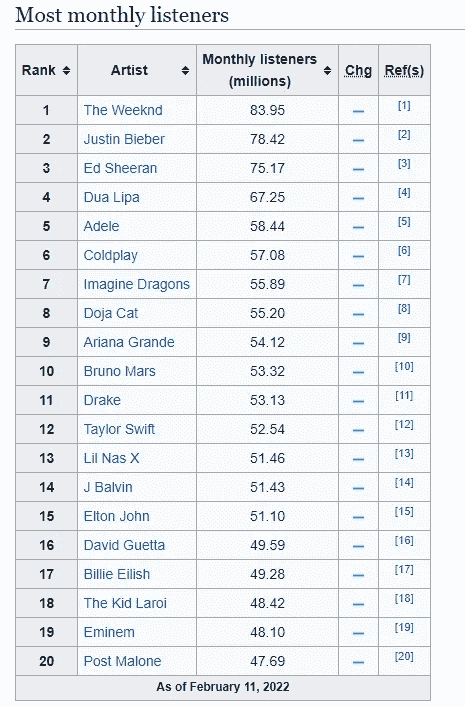 Most monthly listeners
Rank Artist Monthly listeners (millions) Chg Ref(s)
1 The Weeknd 83.95 — [1]
2 Justin Bieber 78.42 — [2]
3 Ed Sheeran 75.17 — [3]
4 Dua Lipa 67.25 — [4]
5 Adele 58.44 — [5]
6 Coldplay 57.08 — [6]
7 Imagine Dragons 55.89 — [7]
8 Doja Cat 55.20 — [8]
9 Ariana Grande 54.12 — [9]
10 Bruno Mars 53.32 — [10]
11 Drake 53.13 — [11]
12 Taylor Swift 52.54 — [12]
13 Lil Nas X 51.46 — [13]
14 J Balvin 51.43 — [14]
15 Elton John 51.10 — [15]
16 David Guetta 49.59 — [16]
17 Billie Eilish 49.28 — [17]
18 The Kid Laroi 48.42 — [18]
19 Eminem 48.10 — [19]
20 Post Malone 47.69 — [20]
As of February 11, 2022